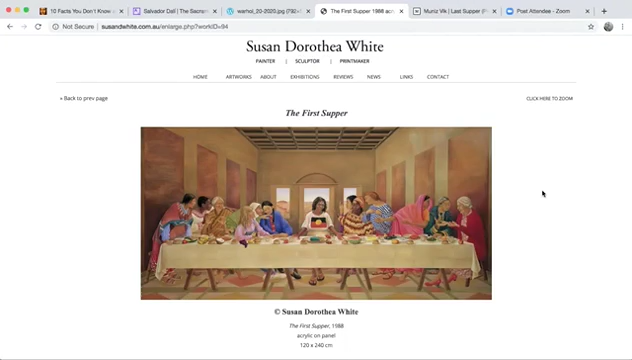 10 Facts You Don't Know
Salvador Dalí | The Sacram
warhol_20-2020.jpg (792×
The First Supper 1988 acr
Muniz Vik | Last Supper (P
Post Attendee - Zoom
Not Secure | susandwhite.com.au/enlarge.php?workID=94
Susan Dorothea White
PAINTER | SCULPTOR | PRINTMAKER
HOME ARTWORKS ABOUT EXHIBITIONS REVIEWS NEWS LINKS CONTACT
« Back to prev page
CLICK HERE TO ZOOM
The First Supper
© Susan Dorothea White
The First Supper, 1988
acrylic on panel
120 x 240 cm